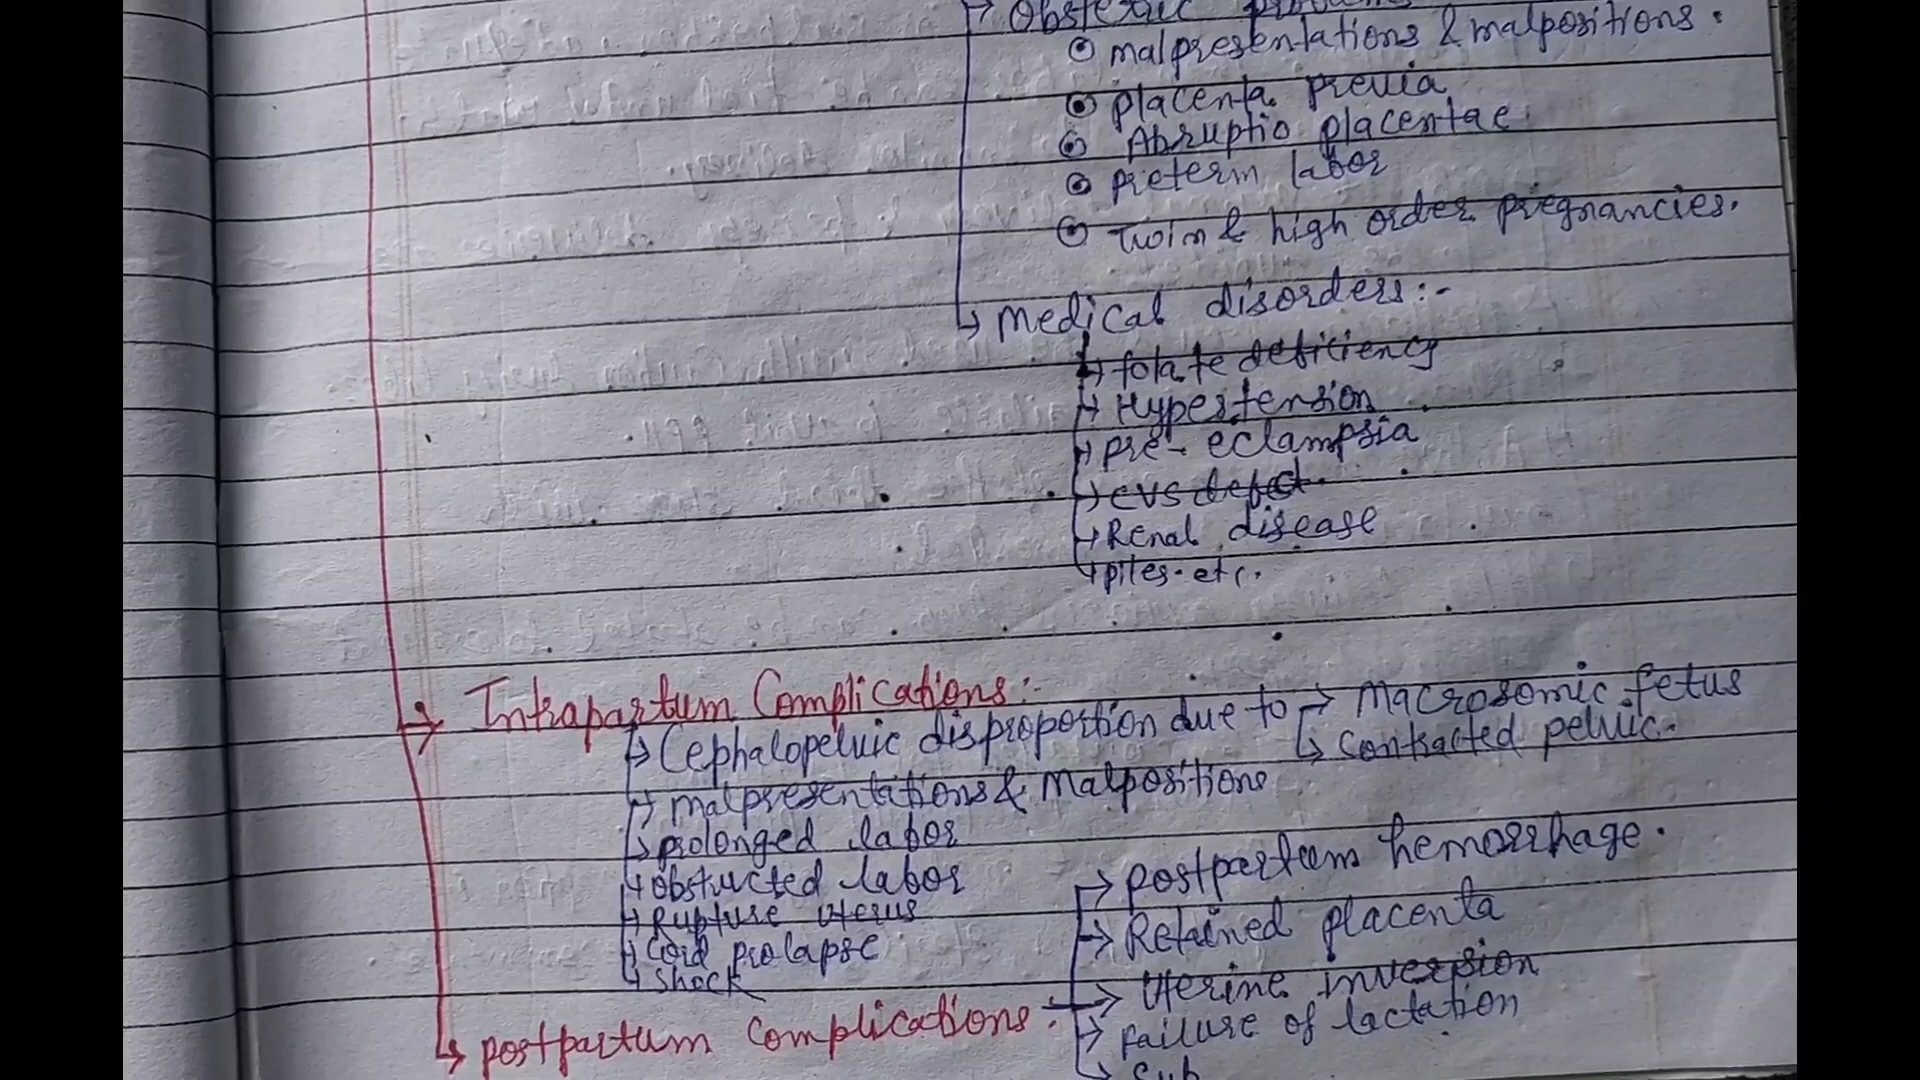 ↳ Obstetric problems
⊙ malpresentations & malpositions.
⊙ placenta previa
⊙ Abruptio placentae.
⊙ preterm labor
⊙ Twin & high order pregnancies.
↳ medical disorders:-
→ folate deficiency
→ Hypertension
→ pre-eclampsia
→ CVS defect.
→ Renal disease
↳ piles. etc.
→ Intrapartum Complications:-
→ Cephalopelvic disproportion due to → Macrosomic fetus
↳ Contracted pelvic.
→ malpresentations & Malpositions
→ prolonged labor
→ obstructed labor
→ Rupture uterus
→ Cord prolapse
↳ Shock
↳ postpartum complications:
→ postpartum hemorrhage.
→ Retained placenta
→ Uterine inversion
→ Failure of lactation
↳ Sub